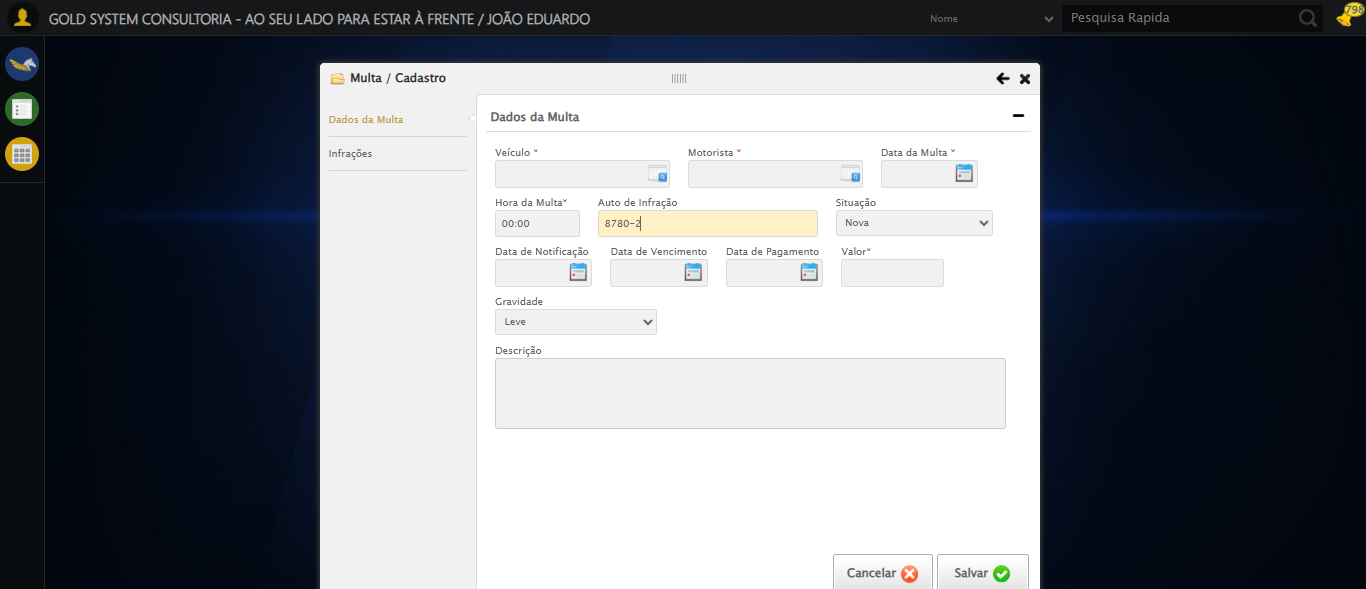 GOLD SYSTEM CONSULTORIA - AO SEU LADO PARA ESTAR À FRENTE / JOÃO EDUARDO
Nome
Pesquisa Rapida
798
Multa / Cadastro
Dados da Multa
Infrações
Dados da Multa
Veículo * Motorista * Data da Multa *
Hora da Multa* Auto de Infração Situação
00:00 8780-2 Nova
Data de Notificação Data de Vencimento Data de Pagamento Valor*
Gravidade
Leve
Descrição
Cancelar Salvar